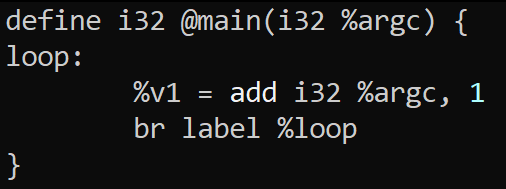 define i32 @main(i32 %argc) {
loop:
        %v1 = add i32 %argc, 1
        br label %loop
}